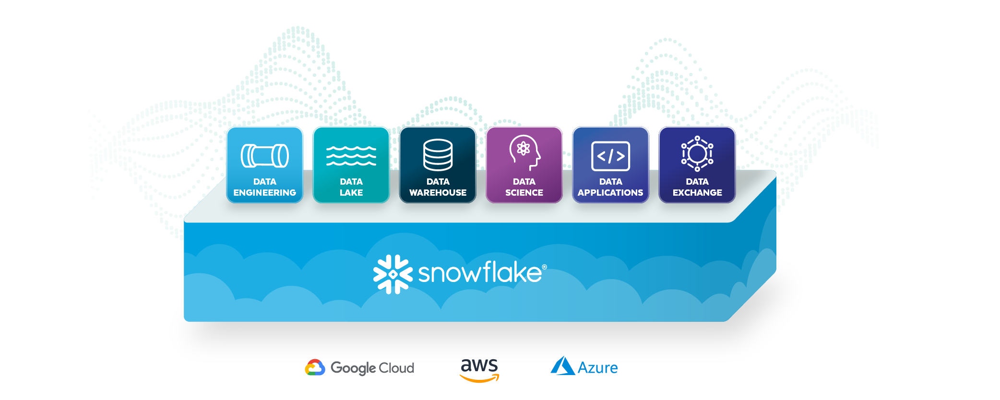 DATA
ENGINEERING
DATA
LAKE
DATA
WAREHOUSE
DATA
SCIENCE
</>
DATA
APPLICATIONS
DATA
EXCHANGE
snowflake®
Google Cloud
aws
Azure